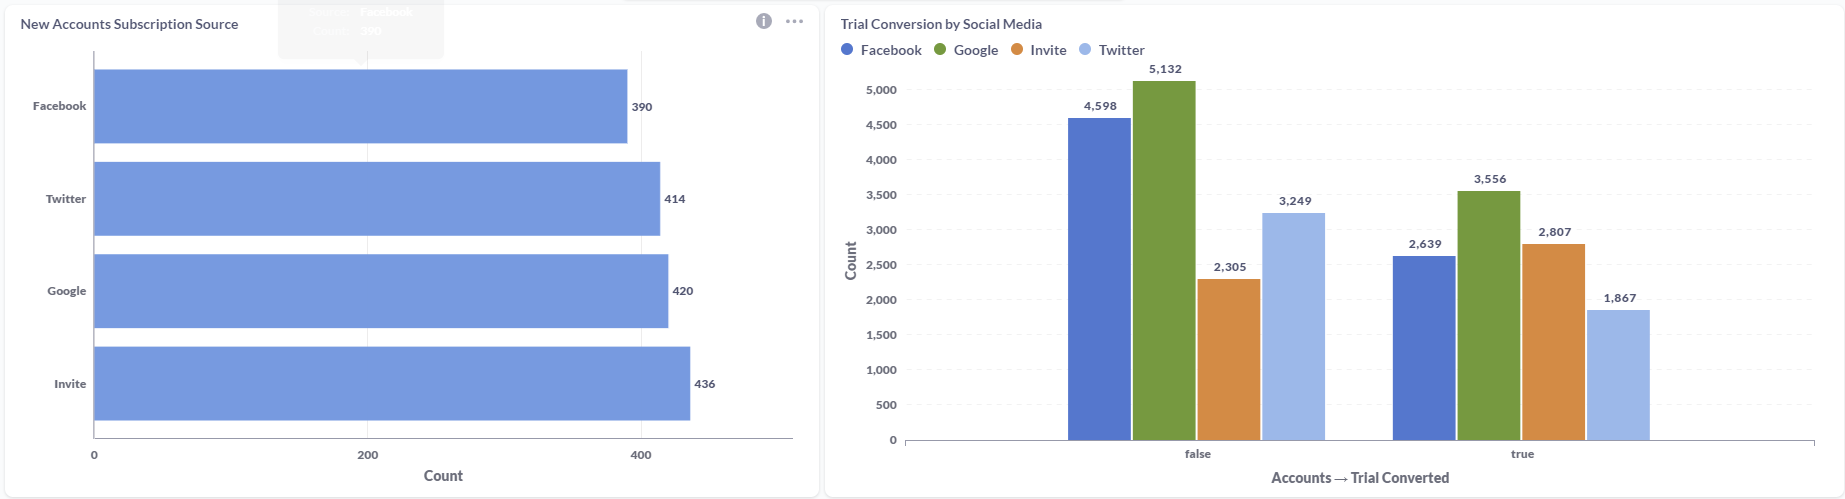 New Accounts Subscription Source
Facebook
390
Facebook
390
Twitter
414
Google
420
Invite
436
0
200
400
Count
Trial Conversion by Social Media
Facebook Google Invite Twitter
5,000
4,500
4,000
3,500
3,000
2,500
2,000
1,500
1,000
500
0
Count
4,598
5,132
2,305
3,249
2,639
3,556
2,807
1,867
false
true
Accounts → Trial Converted